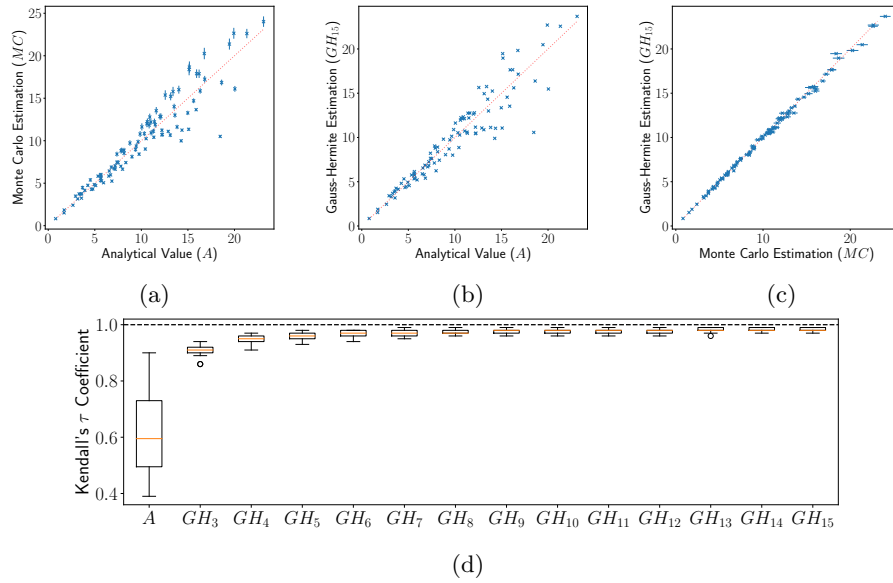 Monte Carlo Estimation (MC)
25
20
15
10
5
0
0 5 10 15 20
Analytical Value (A)
(a)
Gauss-Hermite Estimation (GH₁₅)
20
15
10
5
0
0 5 10 15 20
Analytical Value (A)
(b)
Gauss-Hermite Estimation (GH₁₅)
20
15
10
5
0
0 10 20
Monte Carlo Estimation (MC)
(c)
Kendall's τ Coefficient
1.0
0.8
0.6
0.4
A GH₃ GH₄ GH₅ GH₆ GH₇ GH₈ GH₉ GH₁₀ GH₁₁ GH₁₂ GH₁₃ GH₁₄ GH₁₅
(d)